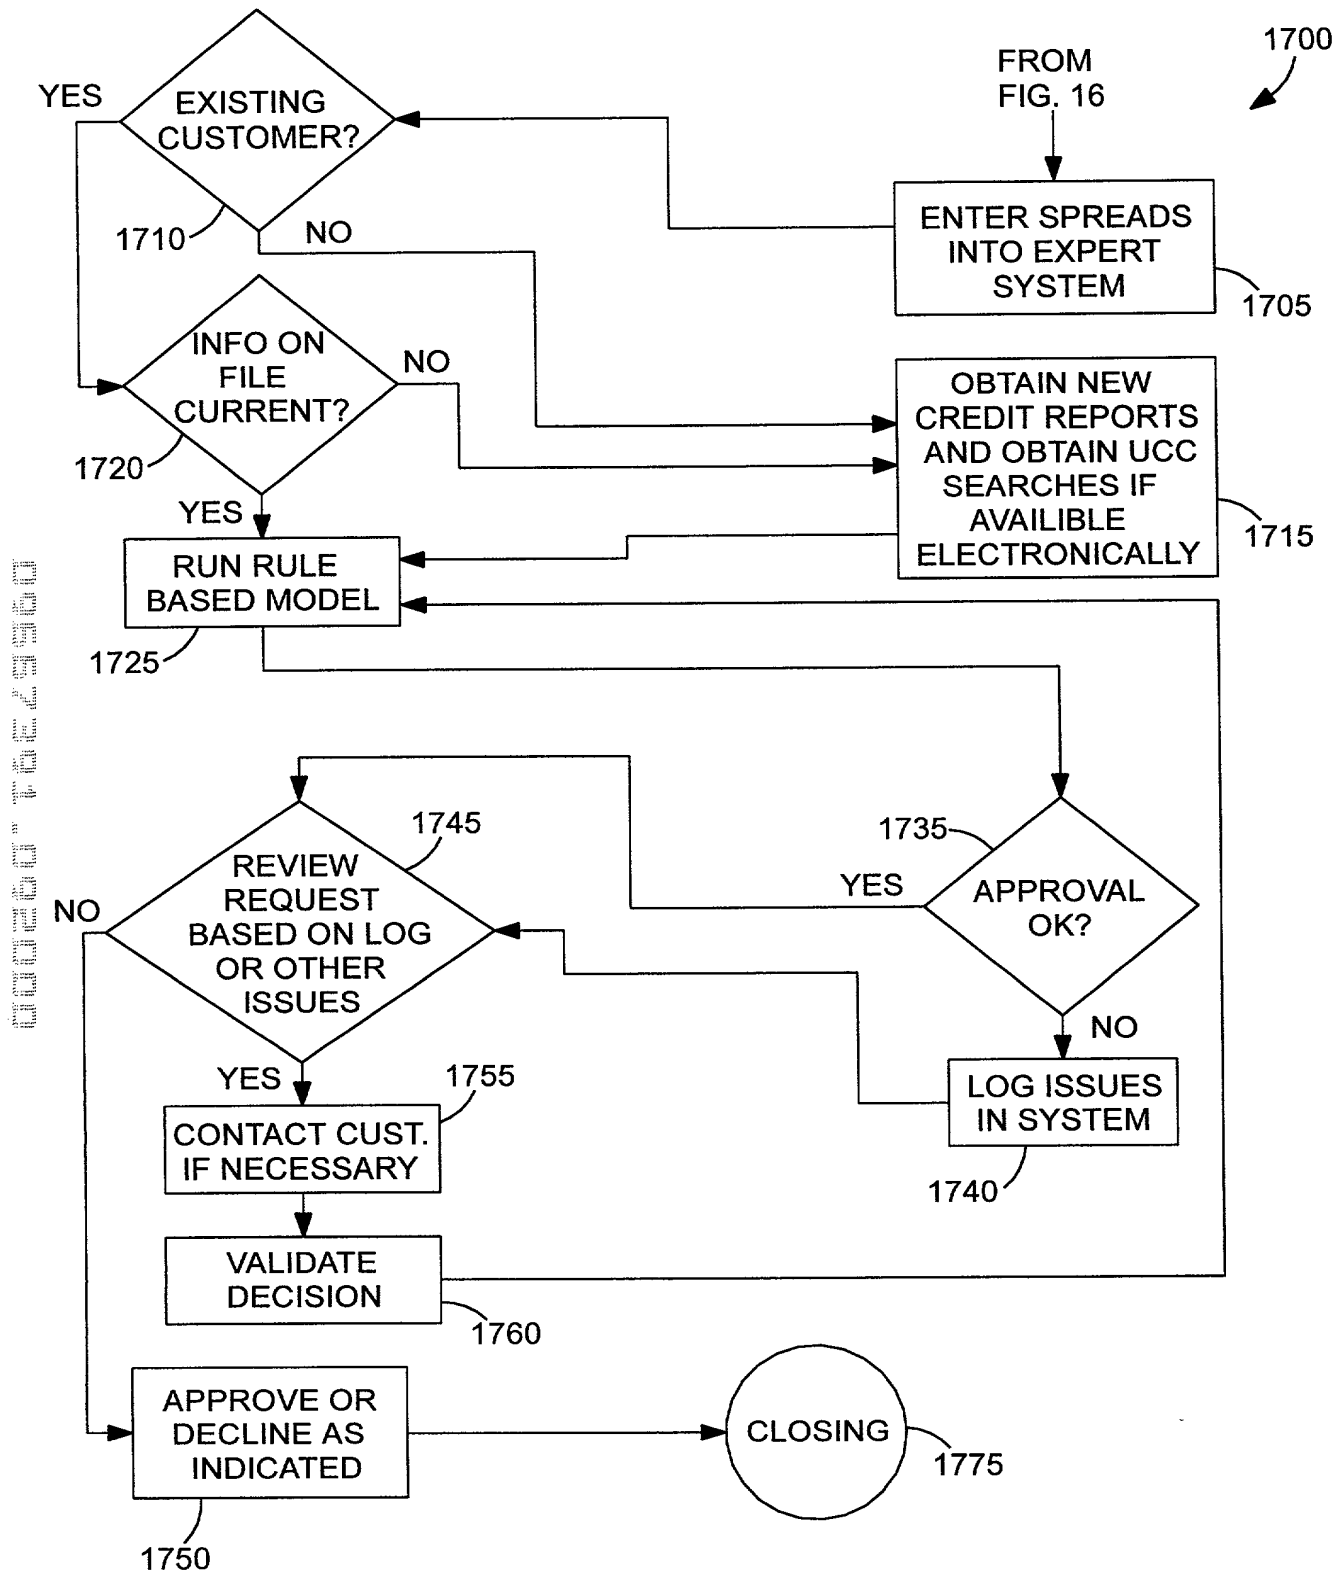 1700
FROM
FIG. 16
YES
EXISTING
CUSTOMER?
1710
NO
ENTER SPREADS
INTO EXPERT
SYSTEM
1705
INFO ON
FILE
CURRENT?
NO
1720
YES
OBTAIN NEW
CREDIT REPORTS
AND OBTAIN UCC
SEARCHES IF
AVAILIBLE
ELECTRONICALLY
1715
RUN RULE
BASED MODEL
1725
1745
REVIEW
REQUEST
BASED ON LOG
OR OTHER
ISSUES
NO
YES
1735
YES
APPROVAL
OK?
NO
LOG ISSUES
IN SYSTEM
1740
1755
CONTACT CUST.
IF NECESSARY
VALIDATE
DECISION
1760
APPROVE OR
DECLINE AS
INDICATED
1750
CLOSING
1775